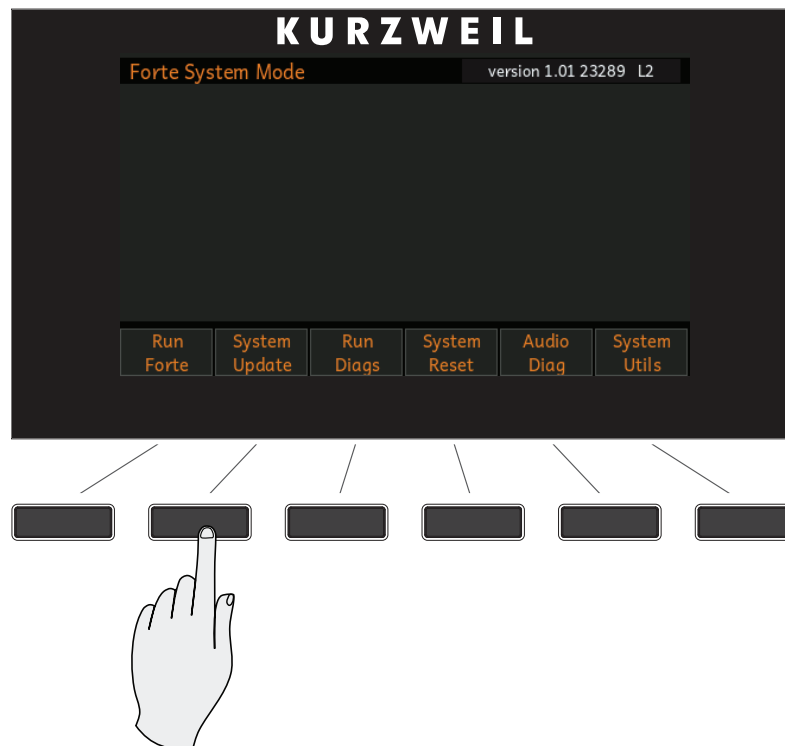 KURZWEIL
Forte System Mode version 1.01 23289 L2
Run System Run System Audio System
Forte Update Diags Reset Diag Utils